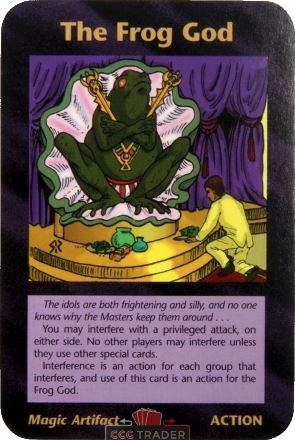 The Frog God
SR
The idols are both frightening and silly, and no one
knows why the Masters keep them around . . .
You may interfere with a privileged attack, on
either side. No other players may interfere unless
they use other special cards.
Interference is an action for each group that
interferes, and use of this card is an action for the
Frog God.
Magic Artifact
ACTION
CCG TRADER